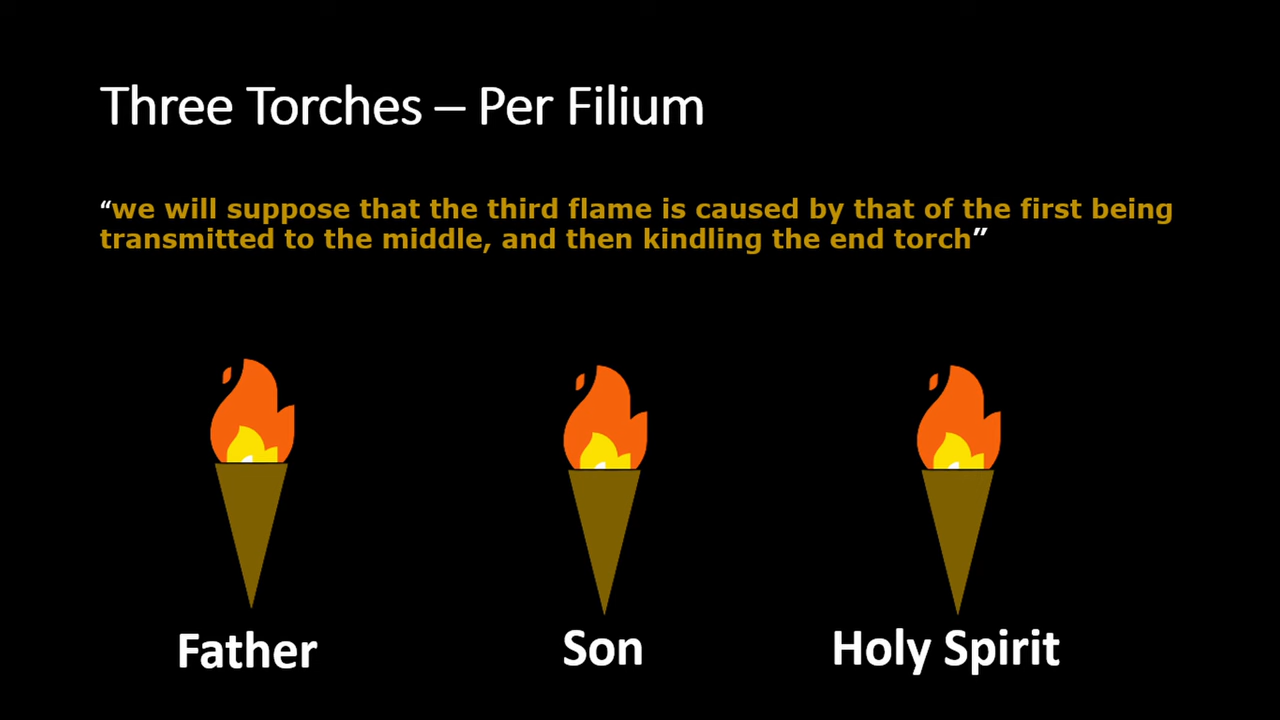 Three Torches – Per Filium
“we will suppose that the third flame is caused by that of the first being
transmitted to the middle, and then kindling the end torch”
Father
Son
Holy Spirit